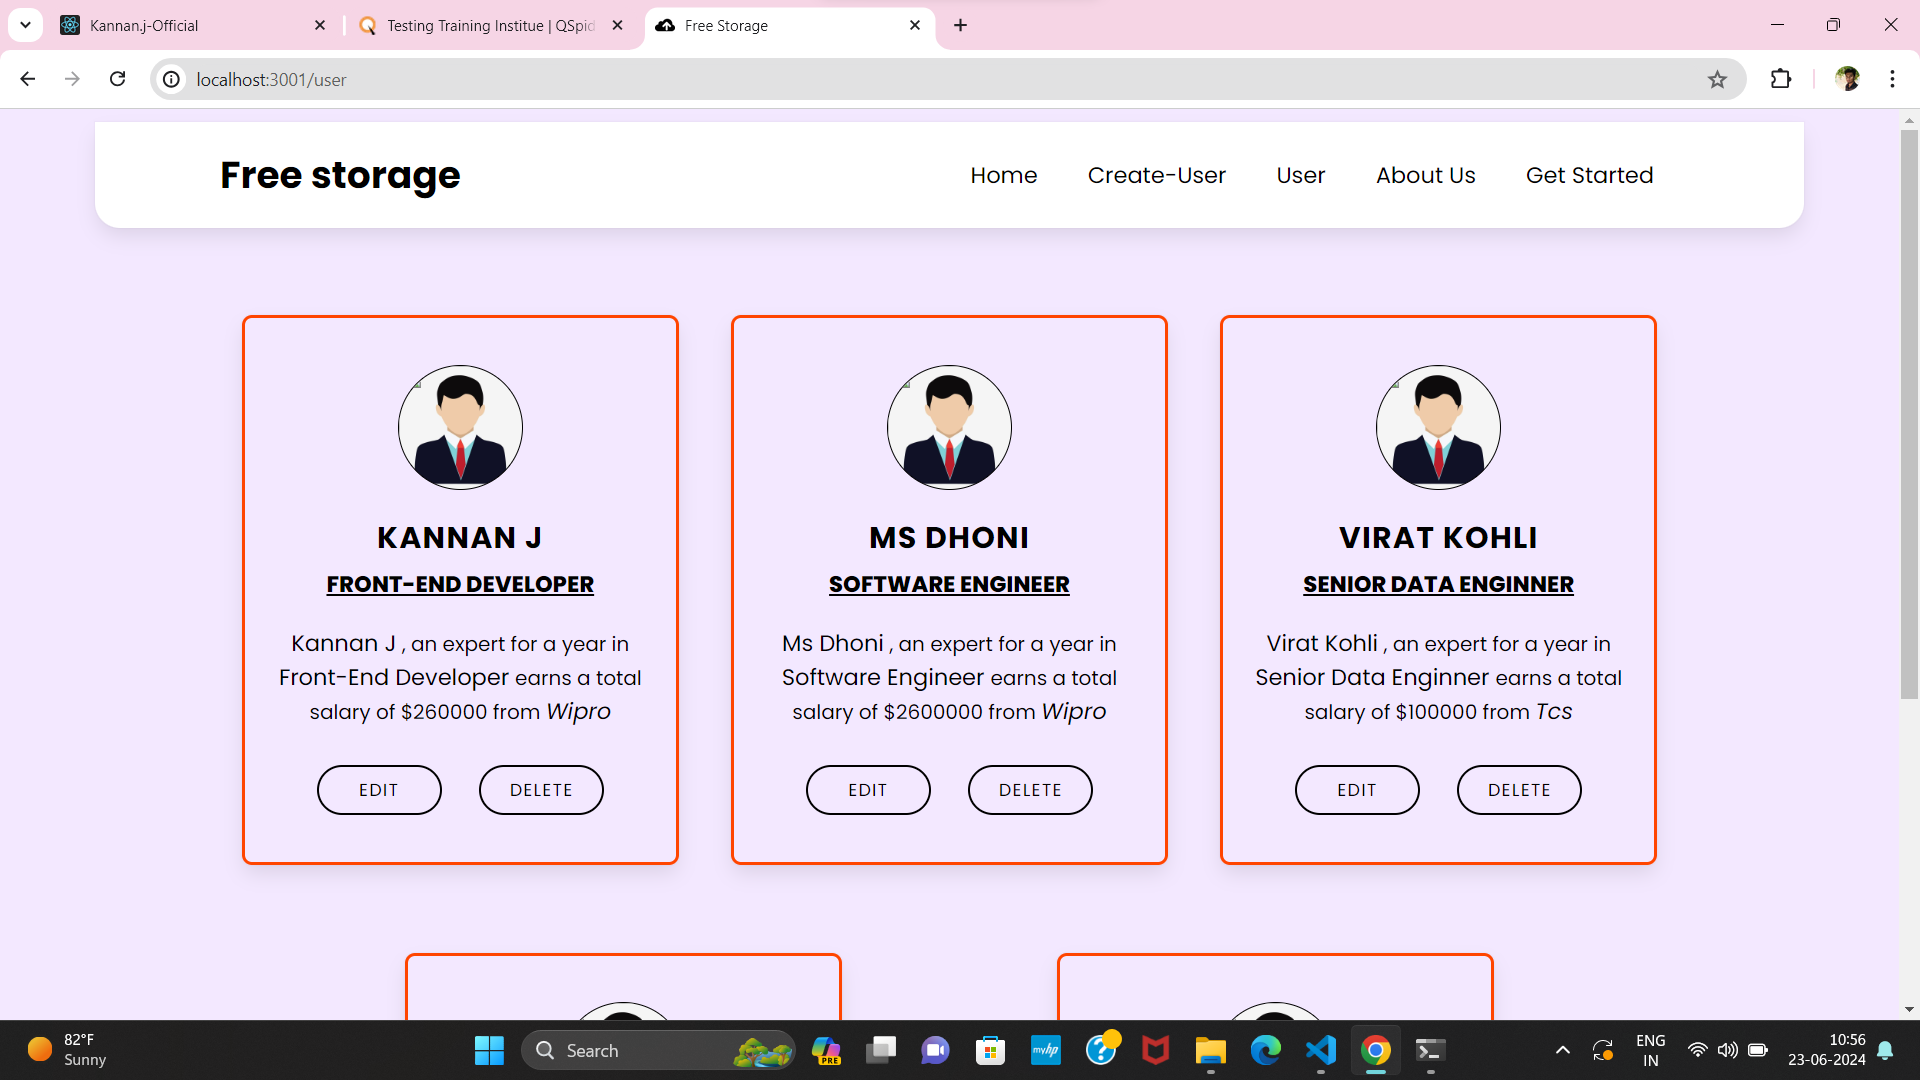 Kannan.j-Official
Testing Training Institue | QSpid
Free Storage
localhost:3001/user
Free storage
Home
Create-User
User
About Us
Get Started
KANNAN J
FRONT-END DEVELOPER
Kannan J , an expert for a year in
Front-End Developer earns a total
salary of $260000 from Wipro
EDIT
DELETE
MS DHONI
SOFTWARE ENGINEER
Ms Dhoni , an expert for a year in
Software Engineer earns a total
salary of $2600000 from Wipro
EDIT
DELETE
VIRAT KOHLI
SENIOR DATA ENGINNER
Virat Kohli , an expert for a year in
Senior Data Enginner earns a total
salary of $100000 from Tcs
EDIT
DELETE
82°F
Sunny
Search
PRE
myhp
ENG
IN
10:56
23-06-2024